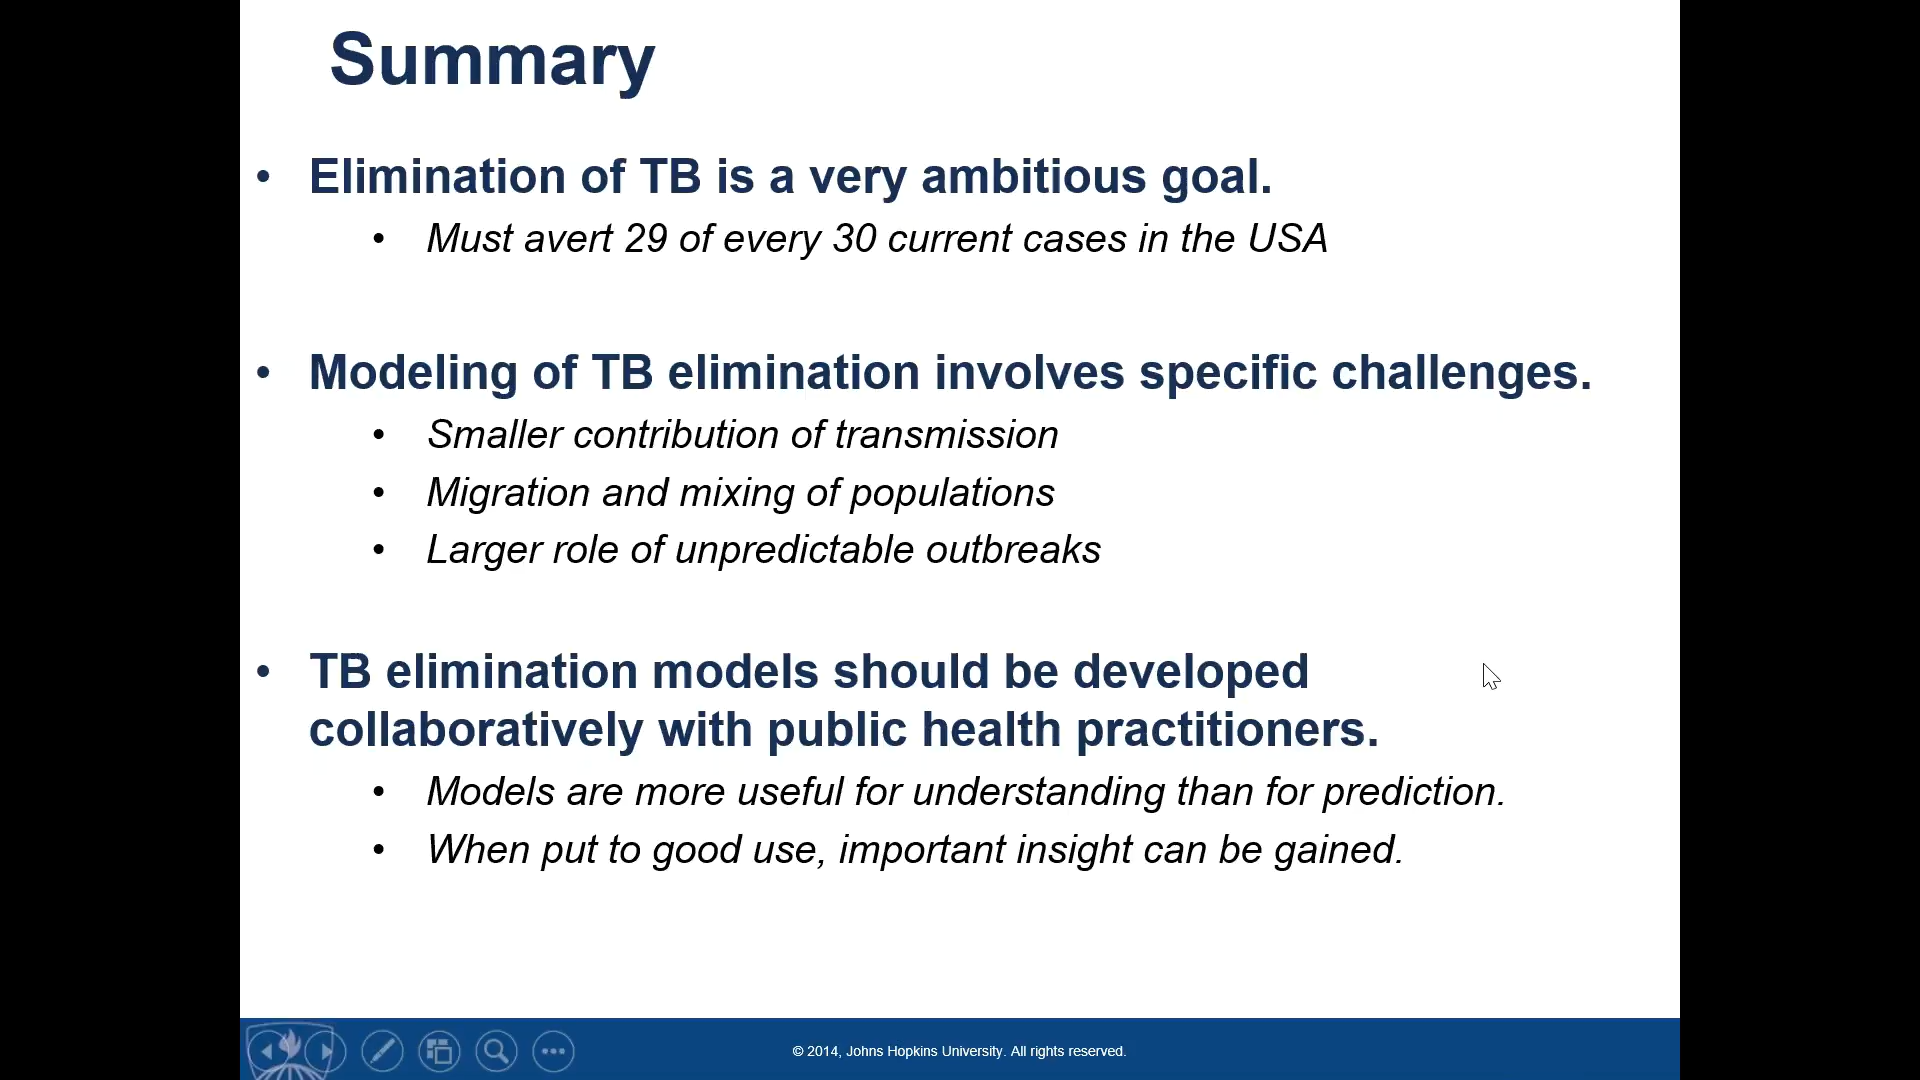 Summary
• Elimination of TB is a very ambitious goal.
• Must avert 29 of every 30 current cases in the USA
• Modeling of TB elimination involves specific challenges.
• Smaller contribution of transmission
• Migration and mixing of populations
• Larger role of unpredictable outbreaks
• TB elimination models should be developed
collaboratively with public health practitioners.
• Models are more useful for understanding than for prediction.
• When put to good use, important insight can be gained.
© 2014, Johns Hopkins University. All rights reserved.